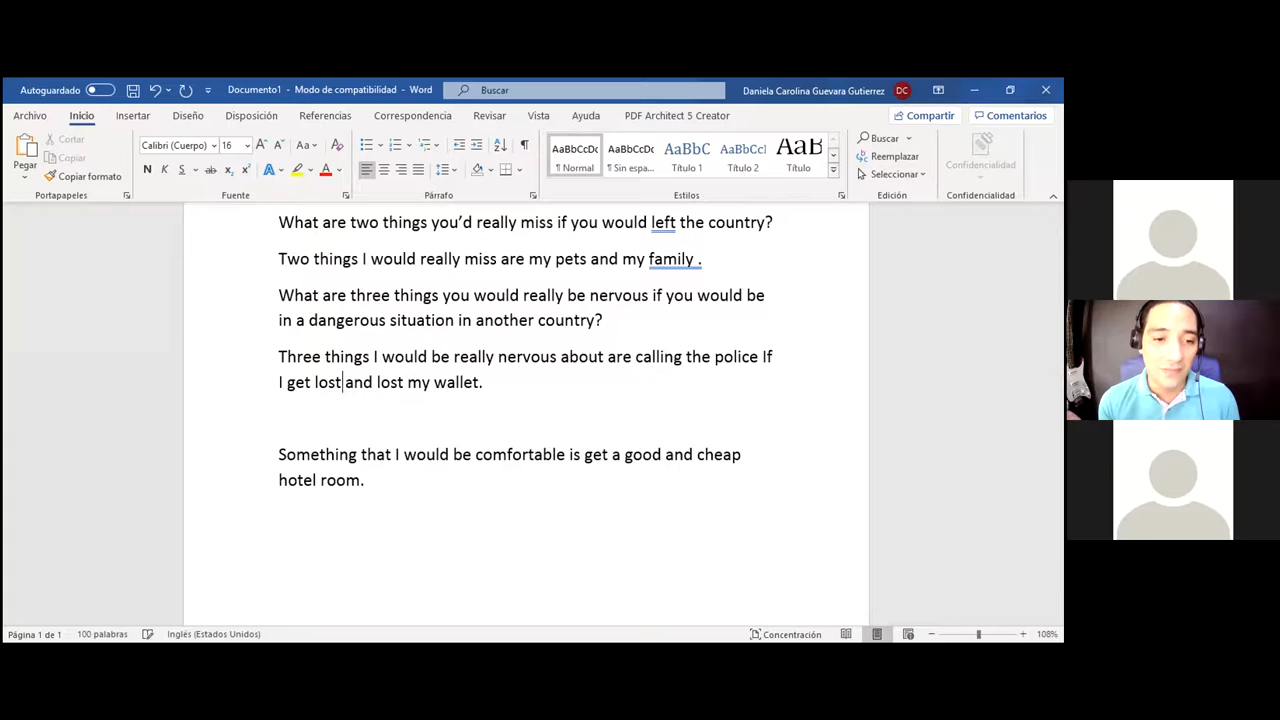 Autoguardado
Documento1 - Modo de compatibilidad - Word
Buscar
Daniela Carolina Guevara Gutierrez
DC
Archivo Inicio Insertar Diseño Disposición Referencias Correspondencia Revisar Vista Ayuda PDF Architect 5 Creator
Compartir
Comentarios
Pegar
Cortar
Copiar
Copiar formato
Portapapeles
Calibri (Cuerpo) 16
N K S ab x₂ x²
Fuente
Párrafo
AaBbCcDc AaBbCcDc AaBbC AaBbCcI AaB
¶ Normal ¶ Sin espa... Título 1 Título 2 Título
Estilos
Buscar
Reemplazar
Seleccionar
Edición
Confidencialidad
Confidencialidad
What are two things you’d really miss if you would left the country?
Two things I would really miss are my pets and my family .
What are three things you would really be nervous if you would be
in a dangerous situation in another country?
Three things I would be really nervous about are calling the police If
I get lost and lost my wallet.
Something that I would be comfortable is get a good and cheap
hotel room.
Página 1 de 1 100 palabras Inglés (Estados Unidos) Concentración 108%